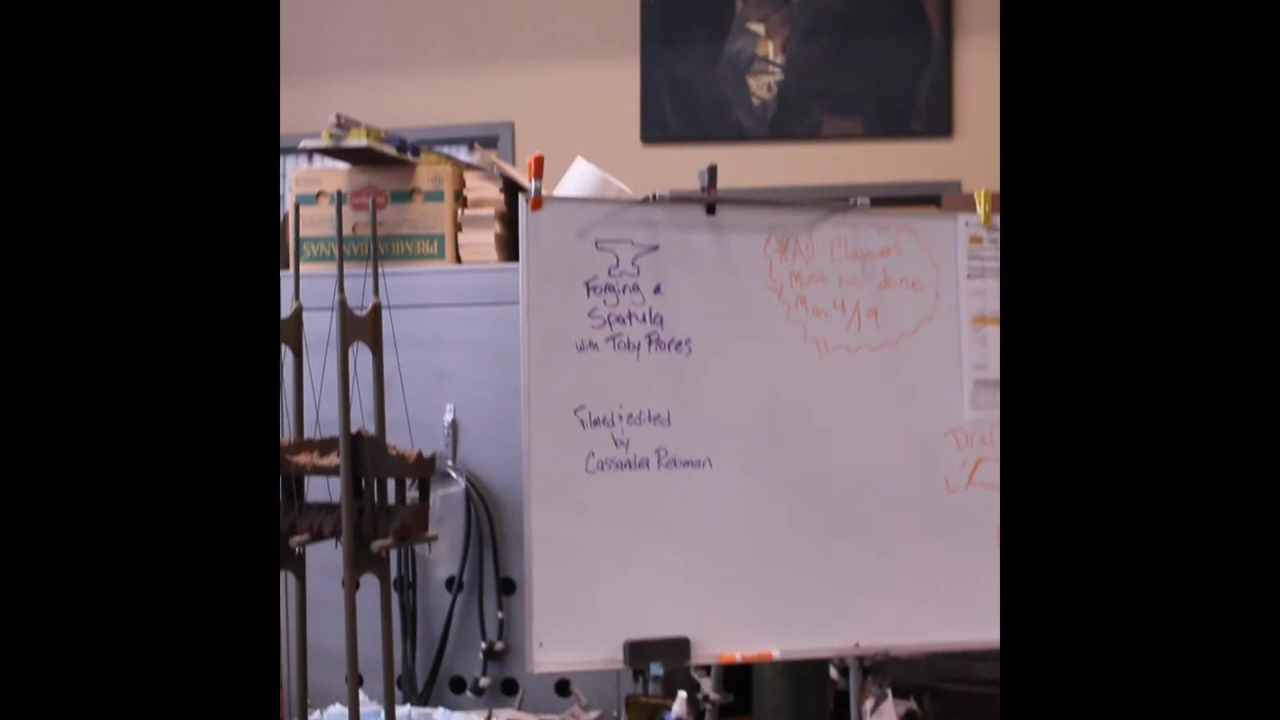 Forging a
Spatula
with Toby Flores
Filmed & edited
by
Cassandra Rebman
*All Claywork
Must be done
Mon. 4/19
PREMIUM BANANAS